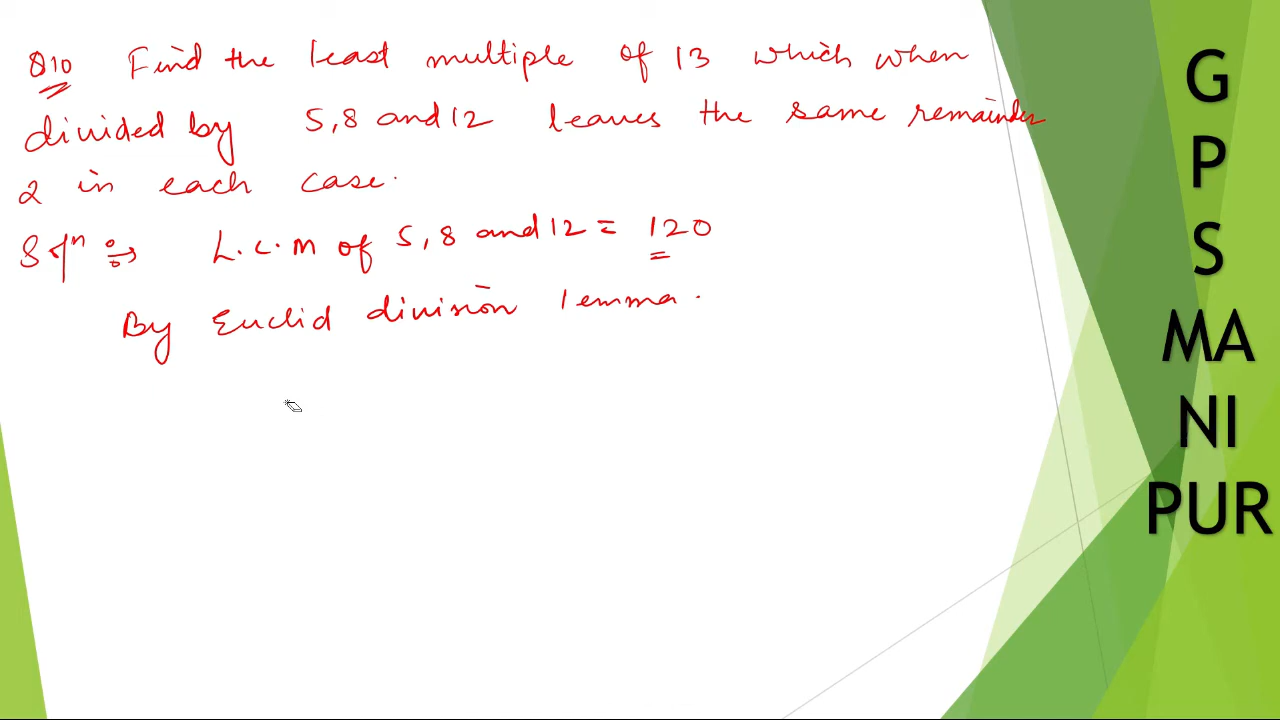 Q10 Find the least multiple of 13 which when
divided by 5,8 and 12 leaves the same remainder
2 in each case.
Sol^n :→ L.C.M of 5,8 and 12 = 120
By Euclid division lemma.
G
P
S
MA
NI
PUR